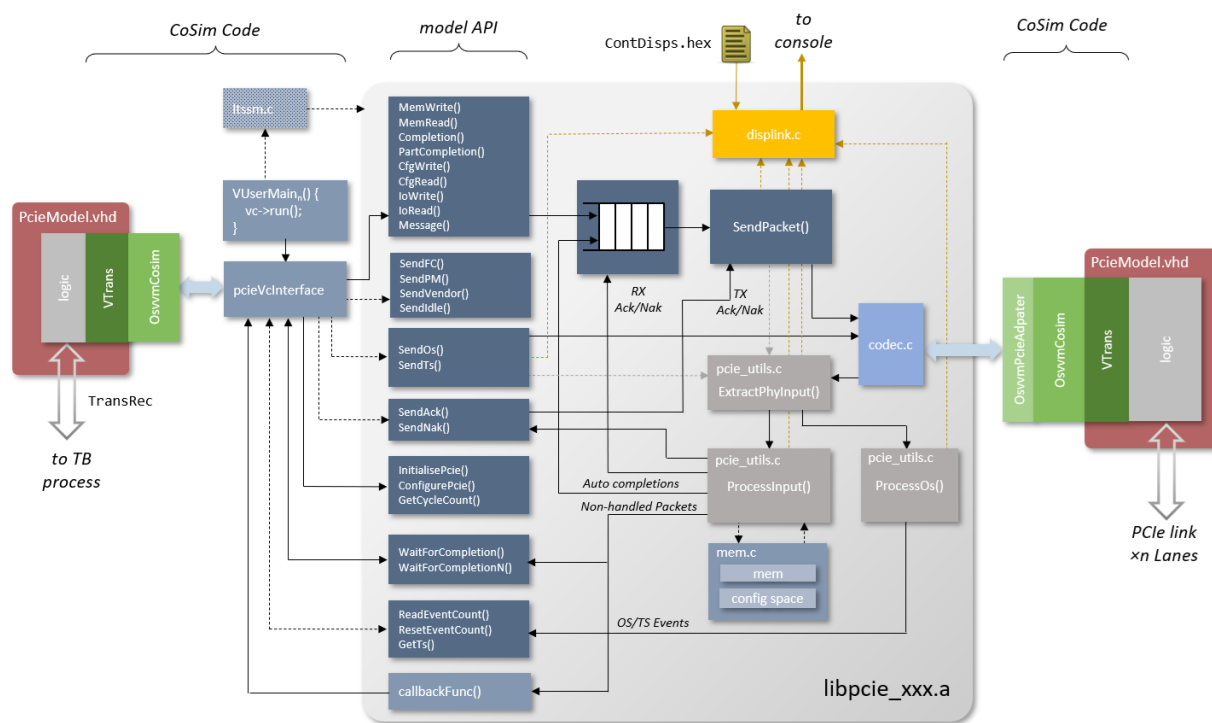 CoSim Code
model API
ContDisps.hex
to
console
CoSim Code
ltssm.c
MemWrite()
MemRead()
Completion()
PartCompletion()
CfgWrite()
CfgRead()
IoWrite()
IoRead()
Message()
displink.c
VUserMainn() {
vc->run();
}
SendPacket()
PcieModel.vhd
logic
VTrans
OsvvmCosim
pcieVcInterface
SendFC()
SendPM()
SendVendor()
SendIdle()
RX
Ack/Nak
TX
Ack/Nak
PcieModel.vhd
OsvvmPcieAdpater
OsvvmCosim
VTrans
logic
SendOs()
SendTs()
codec.c
pcie_utils.c
ExtractPhyInput()
TransRec
SendAck()
SendNak()
to TB
process
InitialisePcie()
ConfigurePcie()
GetCycleCount()
Auto completions
Non-handled Packets
pcie_utils.c
ProcessInput()
pcie_utils.c
ProcessOs()
PCIe link
×n Lanes
WaitForCompletion()
WaitForCompletionN()
mem.c
mem
config space
ReadEventCount()
ResetEventCount()
GetTs()
OS/TS Events
callbackFunc()
libpcie_xxx.a